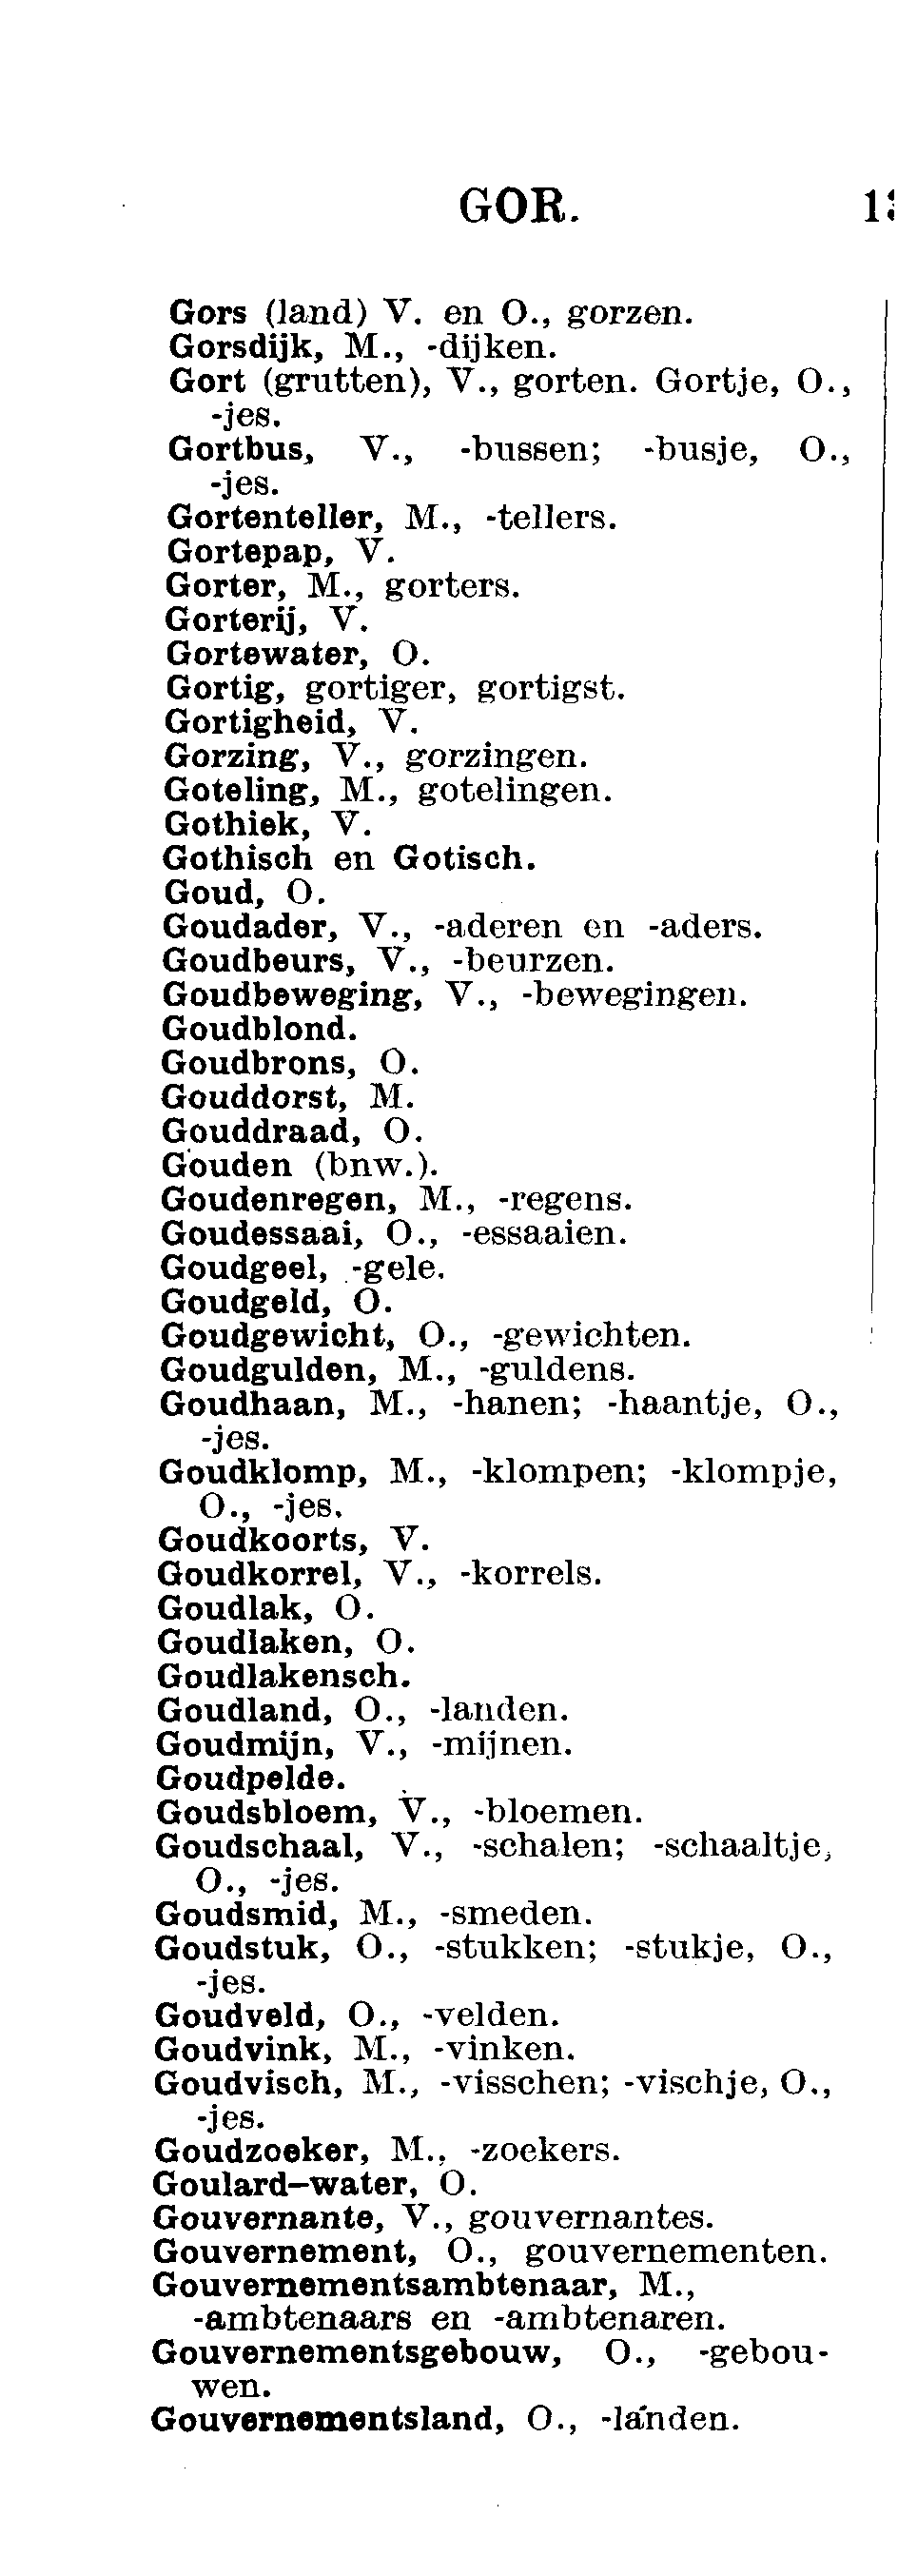 GOR.
Gors (land) V. en O., gorzen.
Gorsdijk, M., -dijken.
Gort (grutten), V., gorten. Gortje, O.,
-jes.
Gortbus, V., -bussen; -busje, O.,
-jes.
Gortenteller, M., -tellers.
Gortepap, V.
Gorter, M., gorters.
Gorterij, V.
Gortewater, O.
Gortig, gortiger, gortigst.
Gortigheid, V.
Gorzing, V., gorzingen.
Goteling, M., gotelingen.
Gothiek, V.
Gothisch en Gotisch.
Goud, O.
Goudader, V., -aderen en -aders.
Goudbeurs, V., -beurzen.
Goudbeweging, V., -bewegingen.
Goudblond.
Goudbrons, O.
Gouddorst, M.
Gouddraad, O.
Gouden (bnw.).
Goudenregen, M., -regens.
Goudessaai, O., -essaaien.
Goudgeel, -gele.
Goudgeld, O.
Goudgewicht, O., -gewichten.
Goudgulden, M., -guldens.
Goudhaan, M., -hanen; -haantje, O.,
-jes.
Goudklomp, M., -klompen; -klompje,
O., -jes.
Goudkoorts, V.
Goudkorrel, V., -korrels.
Goudlak, O.
Goudlaken, O.
Goudlakensch.
Goudland, O., -landen.
Goudmijn, V., -mijnen.
Goudpelde.
Goudsbloem, V., -bloemen.
Goudschaal, V., -schalen; -schaaltje,
O., -jes.
Goudsmid, M., -smeden.
Goudstuk, O., -stukken; -stukje, O.,
-jes.
Goudveld, O., -velden.
Goudvink, M., -vinken.
Goudvisch, M., -visschen; -vischje, O.,
-jes.
Goudzoeker, M., -zoekers.
Goulard-water, O.
Gouvernante, V., gouvernantes.
Gouvernement, O., gouvernementen.
Gouvernementsambtenaar, M.,
-ambtenaars en -ambtenaren.
Gouvernementsgebouw, O., -gebou-
wen.
Gouvernementsland, O., -landen.